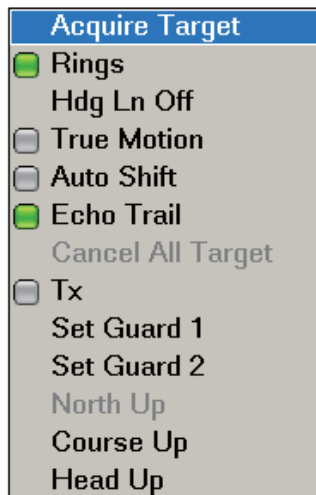 Acquire Target
Rings
Hdg Ln Off
True Motion
Auto Shift
Echo Trail
Cancel All Target
Tx
Set Guard 1
Set Guard 2
North Up
Course Up
Head Up